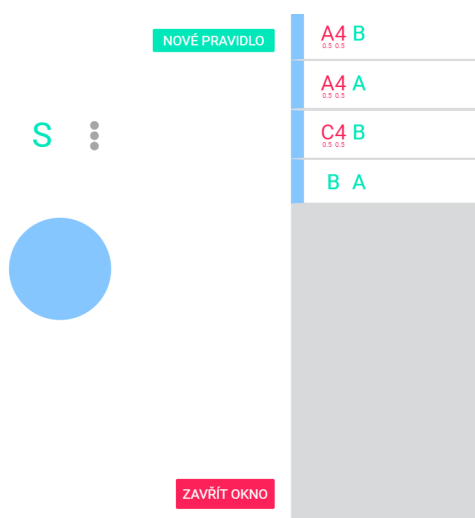 NOVÉ PRAVIDLO
S
A4 B
0.5 0.5
A4 A
0.5 0.5
C4 B
0.5 0.5
B A
ZAVŘÍT OKNO